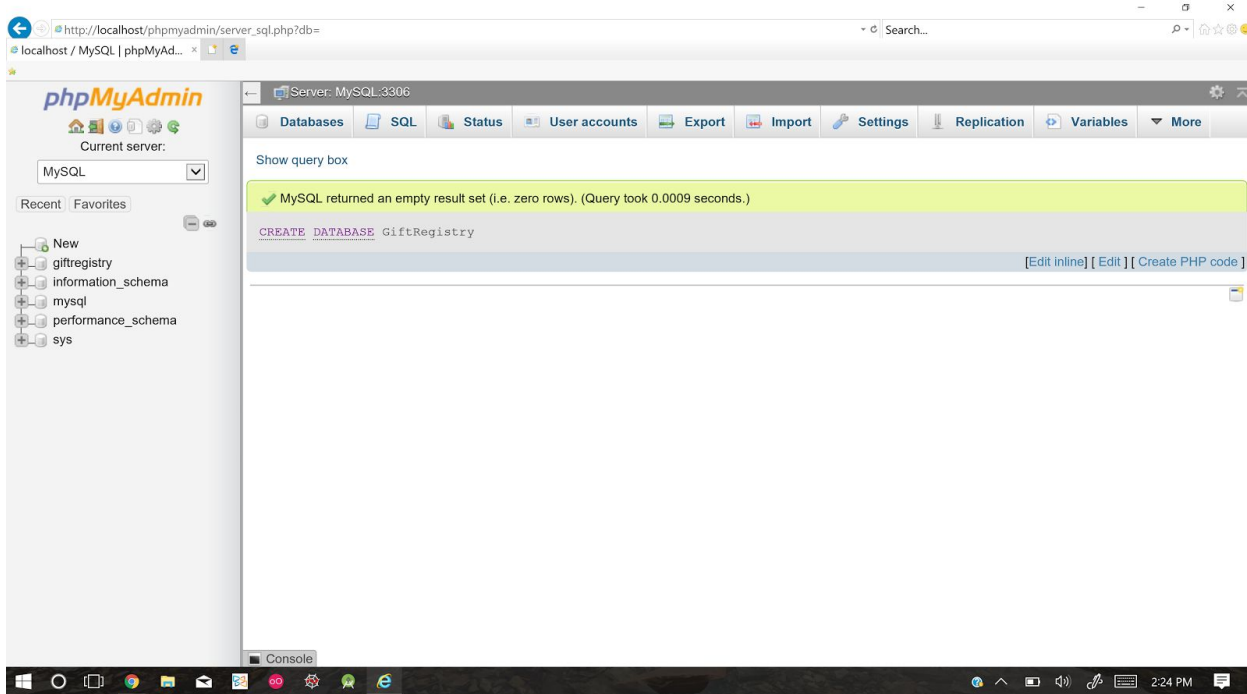 http://localhost/phpmyadmin/server_sql.php?db=
Search...
localhost / MySQL | phpMyAd...
phpMyAdmin
Current server:
MySQL
Recent Favorites
New
giftregistry
information_schema
mysql
performance_schema
sys
Server: MySQL:3306
Databases SQL Status User accounts Export Import Settings Replication Variables More
Show query box
MySQL returned an empty result set (i.e. zero rows). (Query took 0.0009 seconds.)
CREATE DATABASE GiftRegistry
[Edit inline] [ Edit ] [ Create PHP code ]
Console
2:24 PM